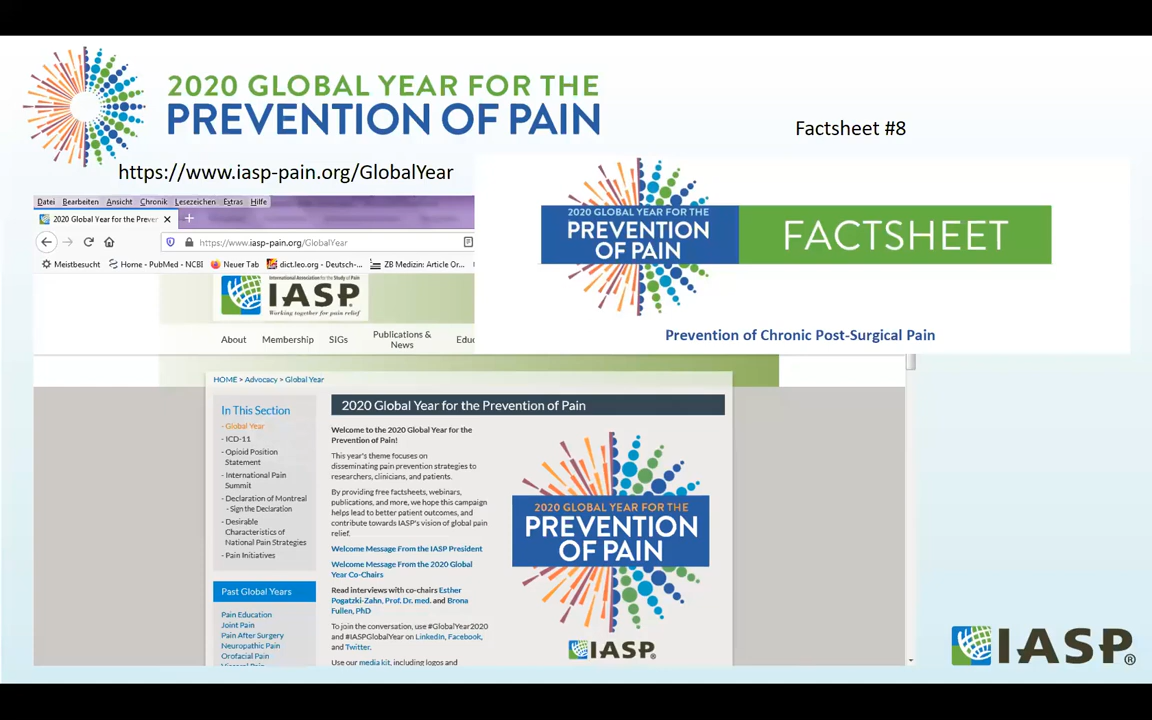 2020 GLOBAL YEAR FOR THE
PREVENTION OF PAIN
Factsheet #8
https://www.iasp-pain.org/GlobalYear
2020 GLOBAL YEAR FOR THE
PREVENTION
OF PAIN
FACTSHEET
Prevention of Chronic Post-Surgical Pain
Datei Bearbeiten Ansicht Chronik Lesezeichen Extras Hilfe
2020 Global Year for the Preven
https://www.iasp-pain.org/GlobalYear
Meistbesucht Home - PubMed - NCBI Neuer Tab dict.leo.org - Deutsch-... ZB Medizin: Article Or...
International Association for the Study of Pain
IASP
Working together for pain relief
About Membership SIGs Publications & News
HOME > Advocacy > Global Year
In This Section
- Global Year
- ICD-11
- Opioid Position
Statement
- International Pain
Summit
- Declaration of Montreal
- Sign the Declaration
- Desirable
Characteristics of
National Pain Strategies
- Pain Initiatives
Past Global Years
Pain Education
Joint Pain
Pain After Surgery
Neuropathic Pain
Orofacial Pain
2020 Global Year for the Prevention of Pain
Welcome to the 2020 Global Year for the
Prevention of Pain!
This year's theme focuses on
disseminating pain prevention strategies to
researchers, clinicians, and patients.
By providing free factsheets, webinars,
publications, and more, we hope this campaign
helps lead to better patient outcomes, and
contribute towards IASP's vision of global pain
relief.
Welcome Message From the IASP President
Welcome Message From the 2020 Global
Year Co-Chairs
Read interviews with co-chairs Esther
Pogatzki-Zahn, Prof. Dr. med. and Brona
Fullen, PhD
To join the conversation, use #GlobalYear2020
and #IASPGlobalYear on LinkedIn, Facebook,
and Twitter.
Use our media kit, including logos and
2020 GLOBAL YEAR FOR THE
PREVENTION
OF PAIN
IASP®
IASP®